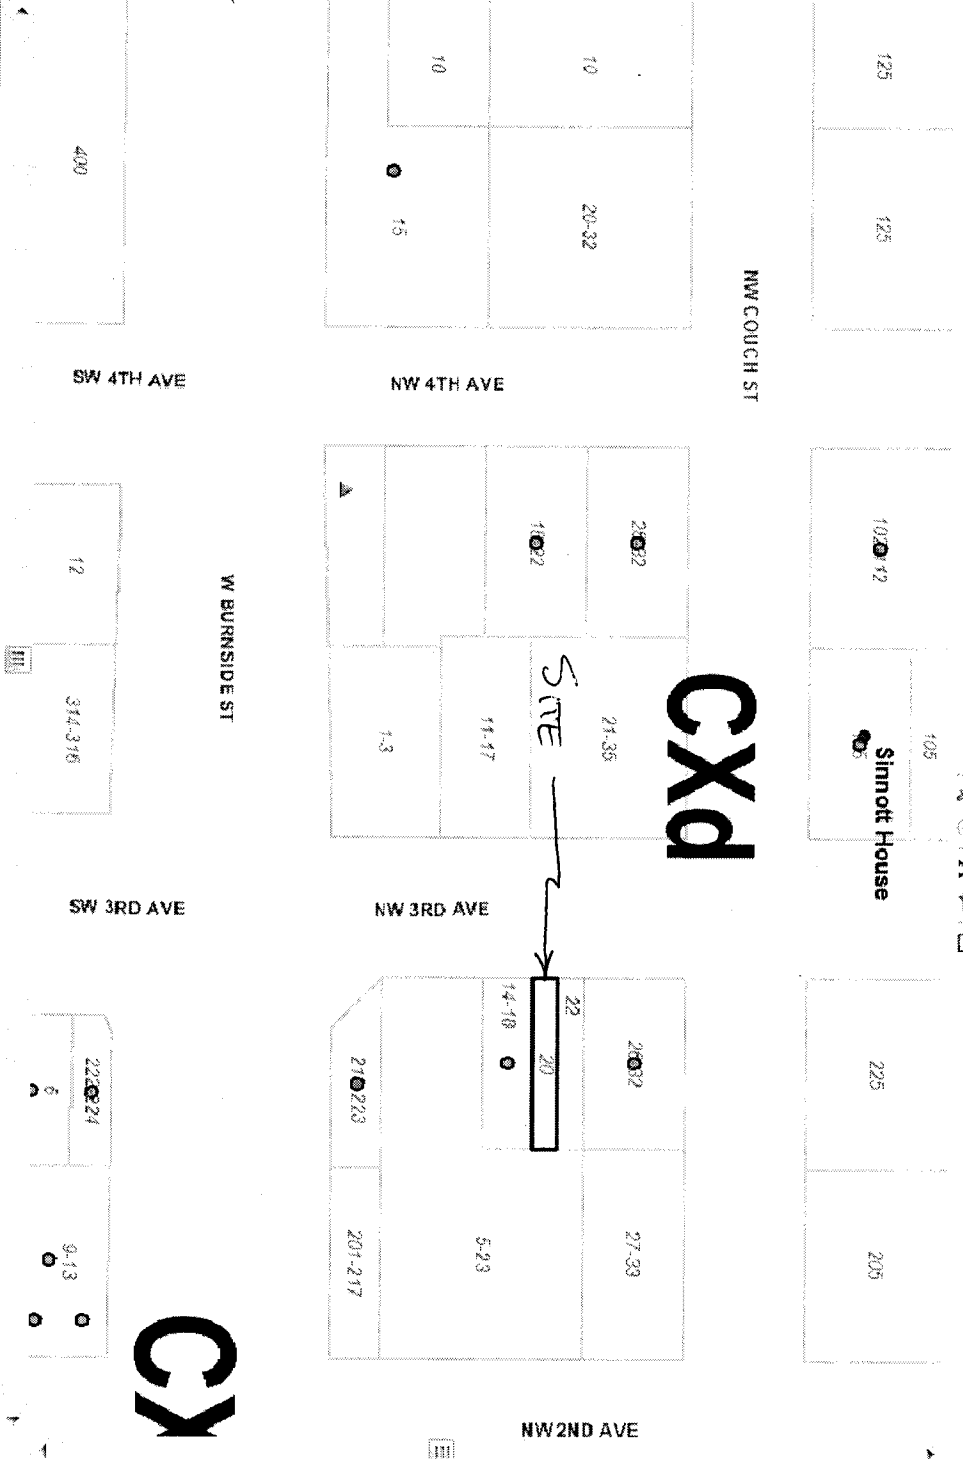 10
10
125
400
15
20-32
125
NW COUCH ST
SW 4TH AVE
NW 4TH AVE
12
W BURNSIDE ST
314-316
1-3
11-17
SITE
21-35
CXd
105
Sinnott House
SW 3RD AVE
NW 3RD AVE
14-18
20
22
225
6
201-217
5-23
27-33
205
9-13
CX
NW 2ND AVE